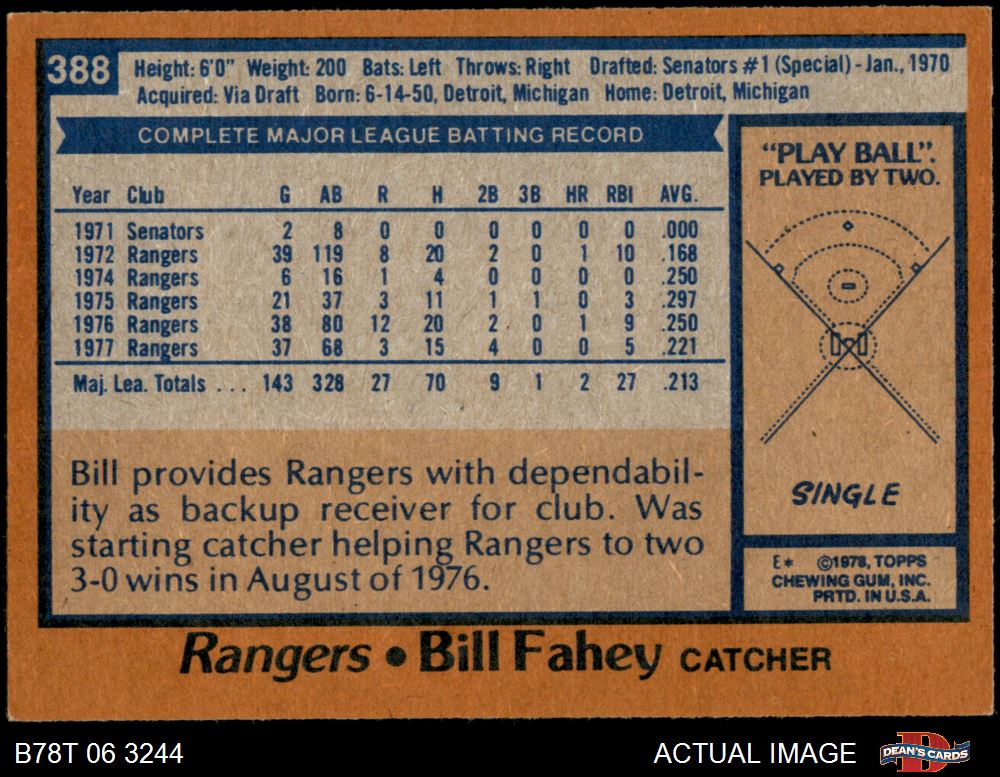 388
Height: 6'0" Weight: 200 Bats: Left Throws: Right Drafted: Senators #1 (Special) - Jan., 1970
Acquired: Via Draft Born: 6-14-50, Detroit, Michigan Home: Detroit, Michigan
COMPLETE MAJOR LEAGUE BATTING RECORD
Year Club G AB R H 2B 3B HR RBI AVG.
1971 Senators 2 8 0 0 0 0 0 0 .000
1972 Rangers 39 119 8 20 2 0 1 10 .168
1974 Rangers 6 16 1 4 0 0 0 0 .250
1975 Rangers 21 37 3 11 1 1 0 3 .297
1976 Rangers 38 80 12 20 2 0 1 9 .250
1977 Rangers 37 68 3 15 4 0 0 5 .221
Maj. Lea. Totals . . . 143 328 27 70 9 1 2 27 .213
Bill provides Rangers with dependabil-
ity as backup receiver for club. Was
starting catcher helping Rangers to two
3-0 wins in August of 1976.
"PLAY BALL".
PLAYED BY TWO.
SINGLE
E* ©1978, TOPPS
CHEWING GUM, INC.
PRTD. IN U.S.A.
Rangers • Bill Fahey CATCHER
B78T 06 3244
ACTUAL IMAGE
DEAN'S CARDS